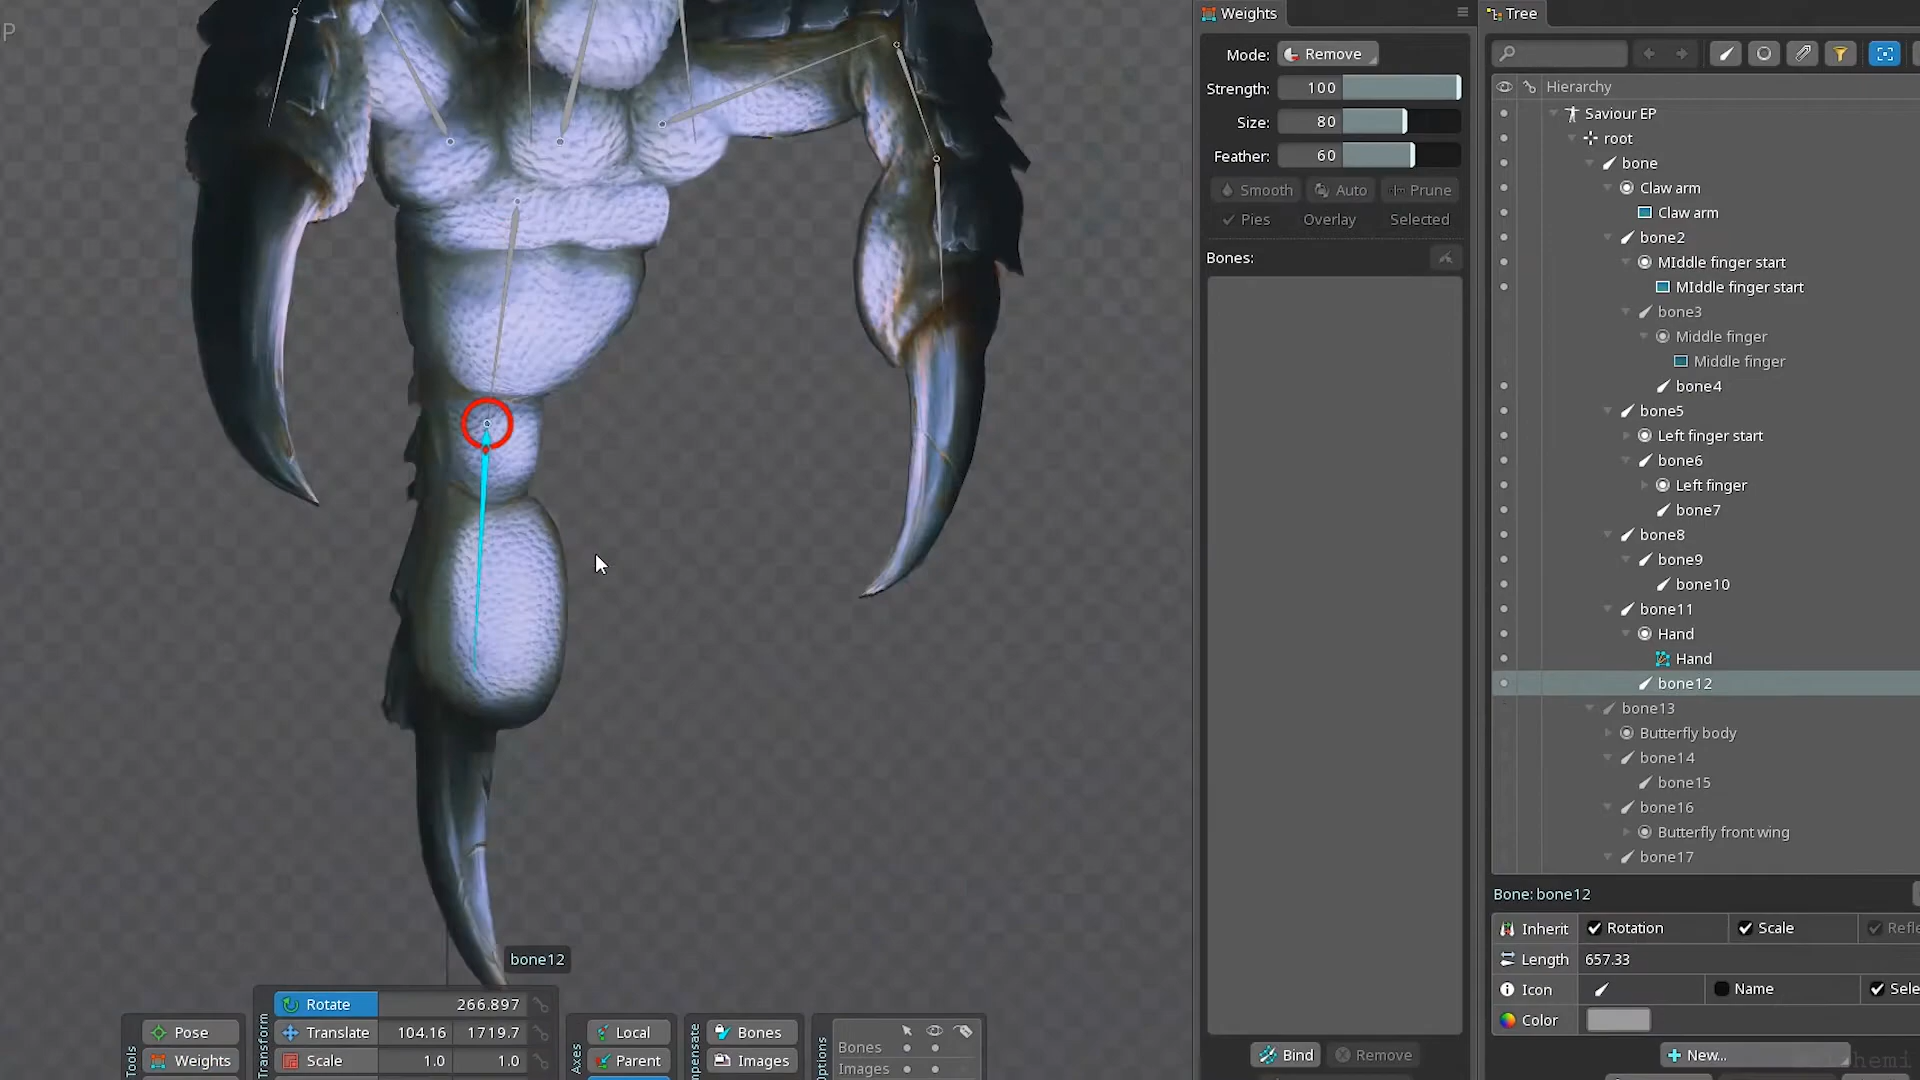 P
Weights
Mode: Remove
Strength: 100
Size: 80
Feather: 60
Smooth Auto Prune
Pies Overlay Selected
Bones:
Bind Remove
Tree
Hierarchy
Saviour EP
root
bone
Claw arm
Claw arm
bone2
MIddle finger start
MIddle finger start
bone3
Middle finger
Middle finger
bone4
bone5
Left finger start
bone6
Left finger
bone7
bone8
bone9
bone10
bone11
Hand
Hand
bone12
bone13
Butterfly body
bone14
bone15
bone16
Butterfly front wing
bone17
Bone: bone12
Inherit Rotation Scale Refle
Length 657.33
Icon Name Sele
Color
New...
hemi
bone12
Tools
Pose
Weights
Transform
Rotate 266.897
Translate 104.16 1719.7
Scale 1.0 1.0
Axes
Local
Parent
mpensate
Bones
Images
Options
Bones
Images